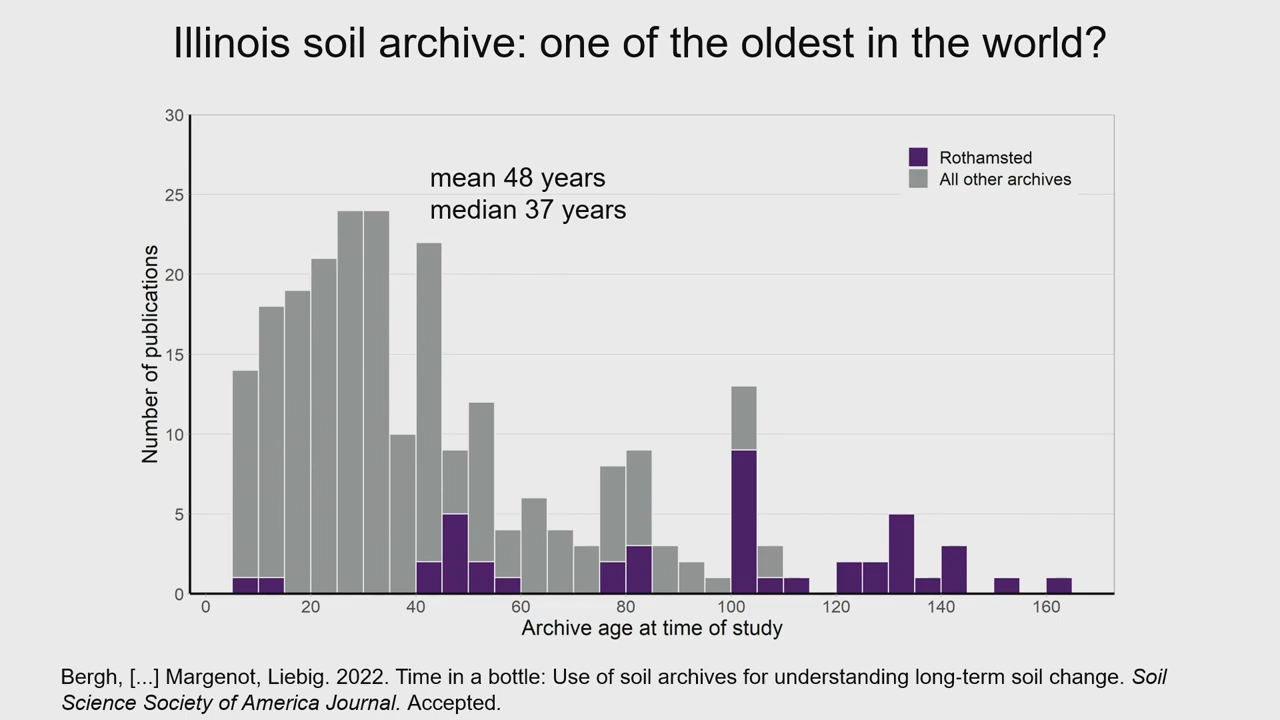 Illinois soil archive: one of the oldest in the world?
30
25
20
15
10
5
0
Number of publications
mean 48 years
median 37 years
Rothamsted
All other archives
0 20 40 60 80 100 120 140 160
Archive age at time of study
Bergh, [...] Margenot, Liebig. 2022. Time in a bottle: Use of soil archives for understanding long-term soil change. Soil
Science Society of America Journal. Accepted.